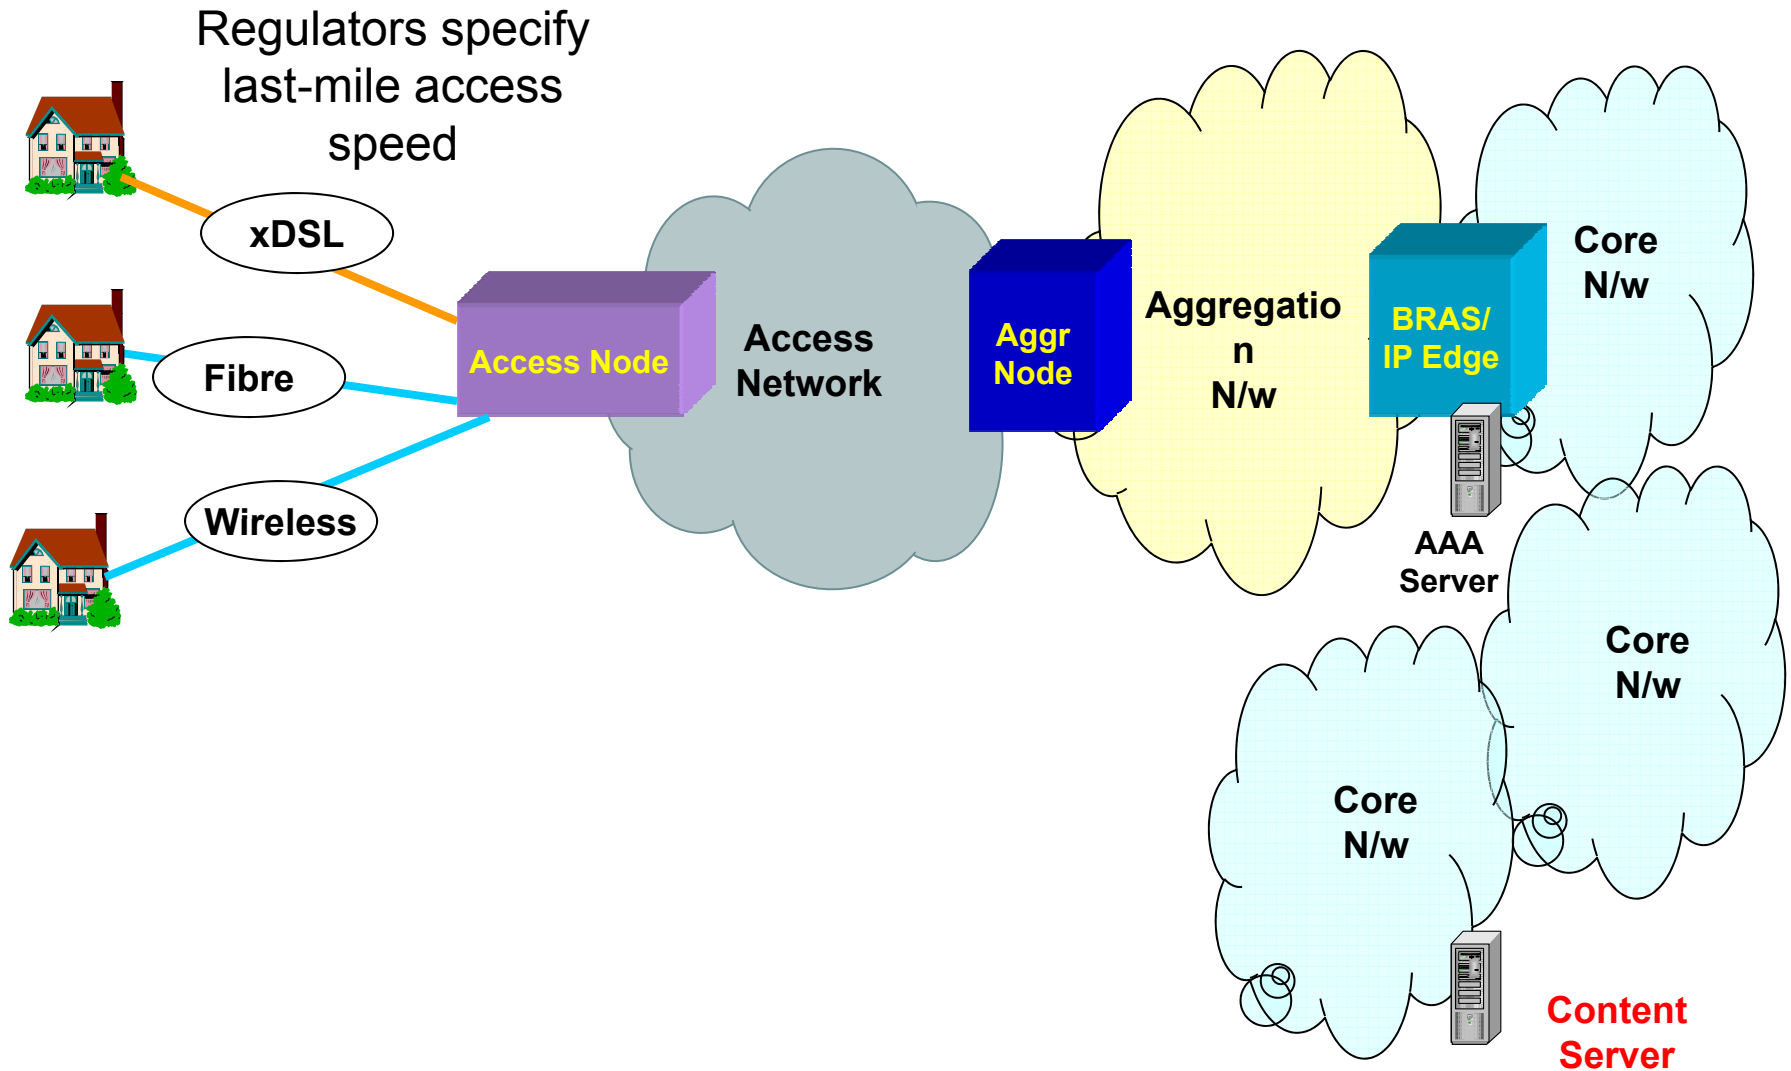 Regulators specify
last-mile access
speed
xDSL
Fibre
Wireless
Access Node
Access
Network
Aggr
Node
Aggregatio
n
N/w
BRAS/
IP Edge
Core
N/w
AAA
Server
Core
N/w
Core
N/w
Content
Server